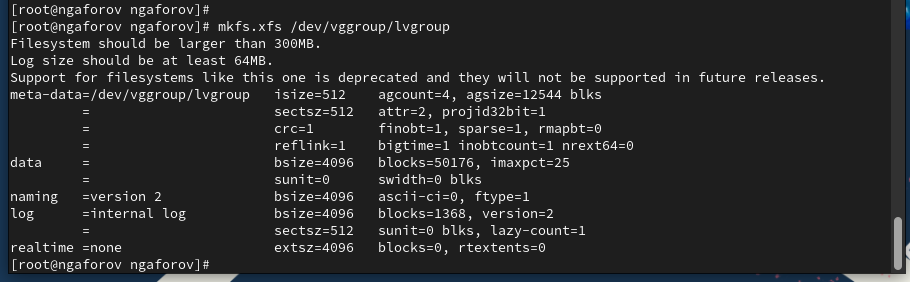 [root@ngaforov ngaforov]#
[root@ngaforov ngaforov]# mkfs.xfs /dev/vggroup/lvgroup
Filesystem should be larger than 300MB.
Log size should be at least 64MB.
Support for filesystems like this one is deprecated and they will not be supported in future releases.
meta-data=/dev/vggroup/lvgroup   isize=512    agcount=4, agsize=12544 blks
         =                       sectsz=512   attr=2, projid32bit=1
         =                       crc=1        finobt=1, sparse=1, rmapbt=0
         =                       reflink=1    bigtime=1 inobtcount=1 nrext64=0
data     =                       bsize=4096   blocks=50176, imaxpct=25
         =                       sunit=0      swidth=0 blks
naming   =version 2              bsize=4096   ascii-ci=0, ftype=1
log      =internal log           bsize=4096   blocks=1368, version=2
         =                       sectsz=512   sunit=0 blks, lazy-count=1
realtime =none                   extsz=4096   blocks=0, rtextents=0
[root@ngaforov ngaforov]#